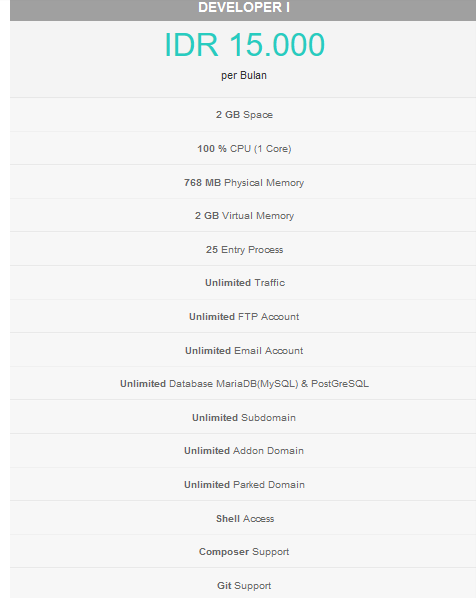 DEVELOPER I
IDR 15.000
per Bulan
2 GB Space
100 % CPU (1 Core)
768 MB Physical Memory
2 GB Virtual Memory
25 Entry Process
Unlimited Traffic
Unlimited FTP Account
Unlimited Email Account
Unlimited Database MariaDB(MySQL) & PostGreSQL
Unlimited Subdomain
Unlimited Addon Domain
Unlimited Parked Domain
Shell Access
Composer Support
Git Support